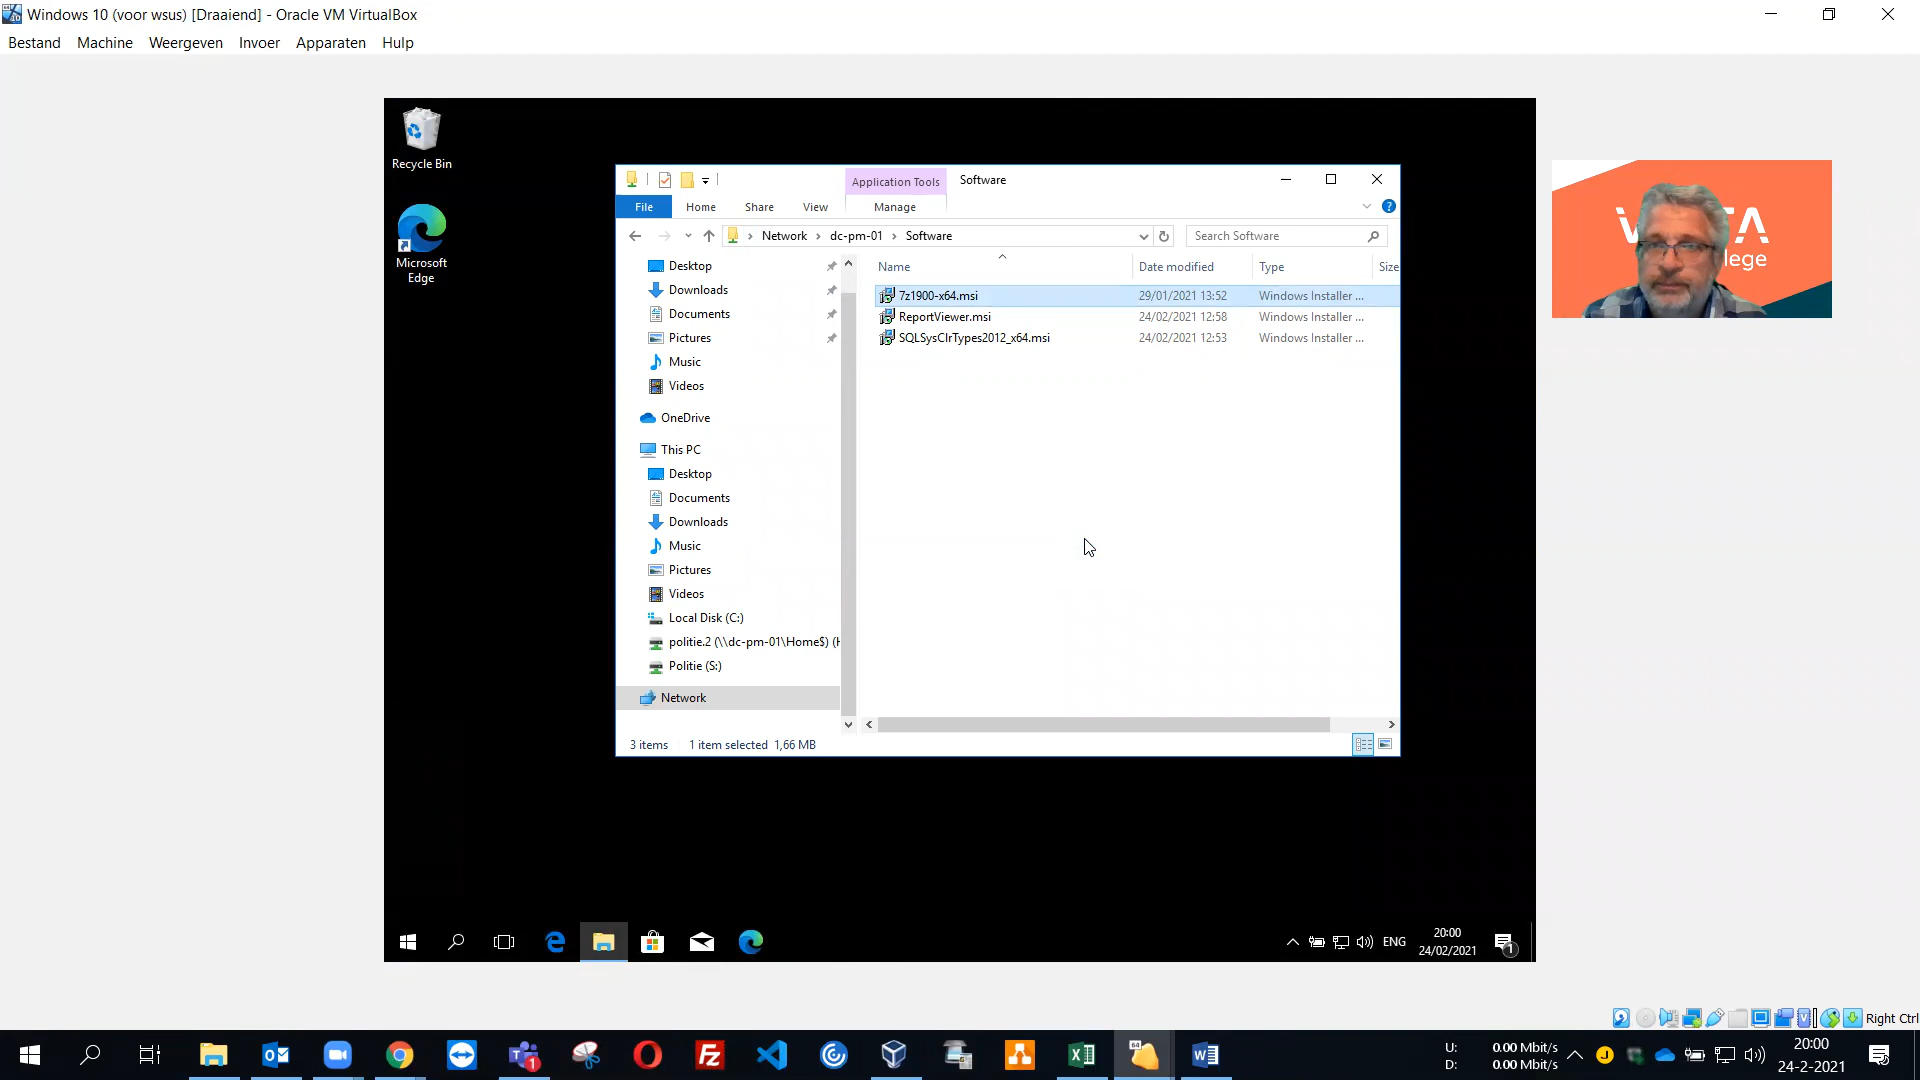 Windows 10 (voor wsus) [Draaiend] - Oracle VM VirtualBox
Bestand Machine Weergeven Invoer Apparaten Hulp
Recycle Bin
Microsoft
Edge
Application Tools Software
File Home Share View Manage
Network dc-pm-01 Software Search Software
Name Date modified Type Size
7z1900-x64.msi 29/01/2021 13:52 Windows Installer ...
ReportViewer.msi 24/02/2021 12:58 Windows Installer ...
SQLSysClrTypes2012_x64.msi 24/02/2021 12:53 Windows Installer ...
Desktop
Downloads
Documents
Pictures
Music
Videos
OneDrive
This PC
Desktop
Documents
Downloads
Music
Pictures
Videos
Local Disk (C:)
politie.2 (\\dc-pm-01\Home$) (H
Politie (S:)
Network
3 items 1 item selected 1,66 MB
ENG
20:00
24/02/2021
1
Right Ctrl
U: 0.00 Mbit/s
D: 0.00 Mbit/s
20:00
24-2-2021